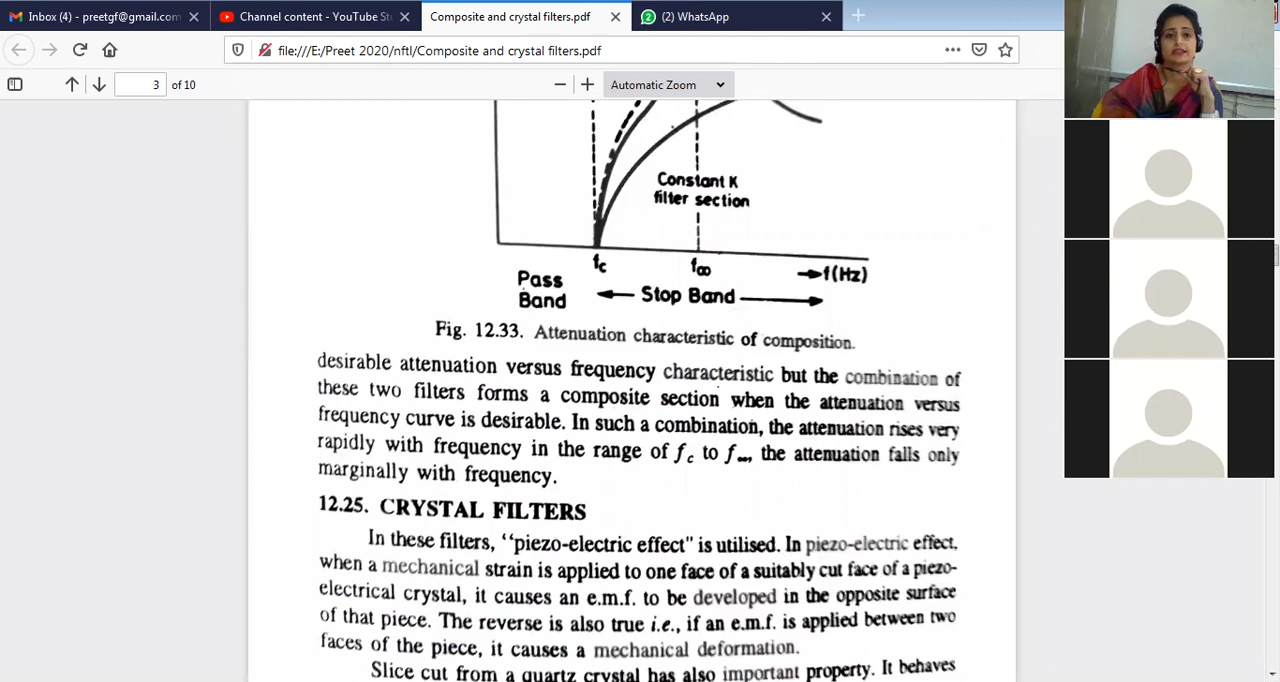 Inbox (4) - preetgf@gmail.com
Channel content - YouTube St
Composite and crystal filters.pdf
(2) WhatsApp
file:///E:/Preet 2020/nftl/Composite and crystal filters.pdf
3 of 10
Automatic Zoom
Constant K
filter section
fc
f∞
f(Hz)
Pass
Band
Stop Band
Fig. 12.33. Attenuation characteristic of composition.
desirable attenuation versus frequency characteristic but the combination of
these two filters forms a composite section when the attenuation versus
frequency curve is desirable. In such a combination, the attenuation rises very
rapidly with frequency in the range of fc to f∞, the attenuation falls only
marginally with frequency.
12.25. CRYSTAL FILTERS
In these filters, "piezo-electric effect" is utilised. In piezo-electric effect,
when a mechanical strain is applied to one face of a suitably cut face of a piezo-
electrical crystal, it causes an e.m.f. to be developed in the opposite surface
of that piece. The reverse is also true i.e., if an e.m.f. is applied between two
faces of the piece, it causes a mechanical deformation.
Slice cut from a quartz crystal has also important property. It behaves